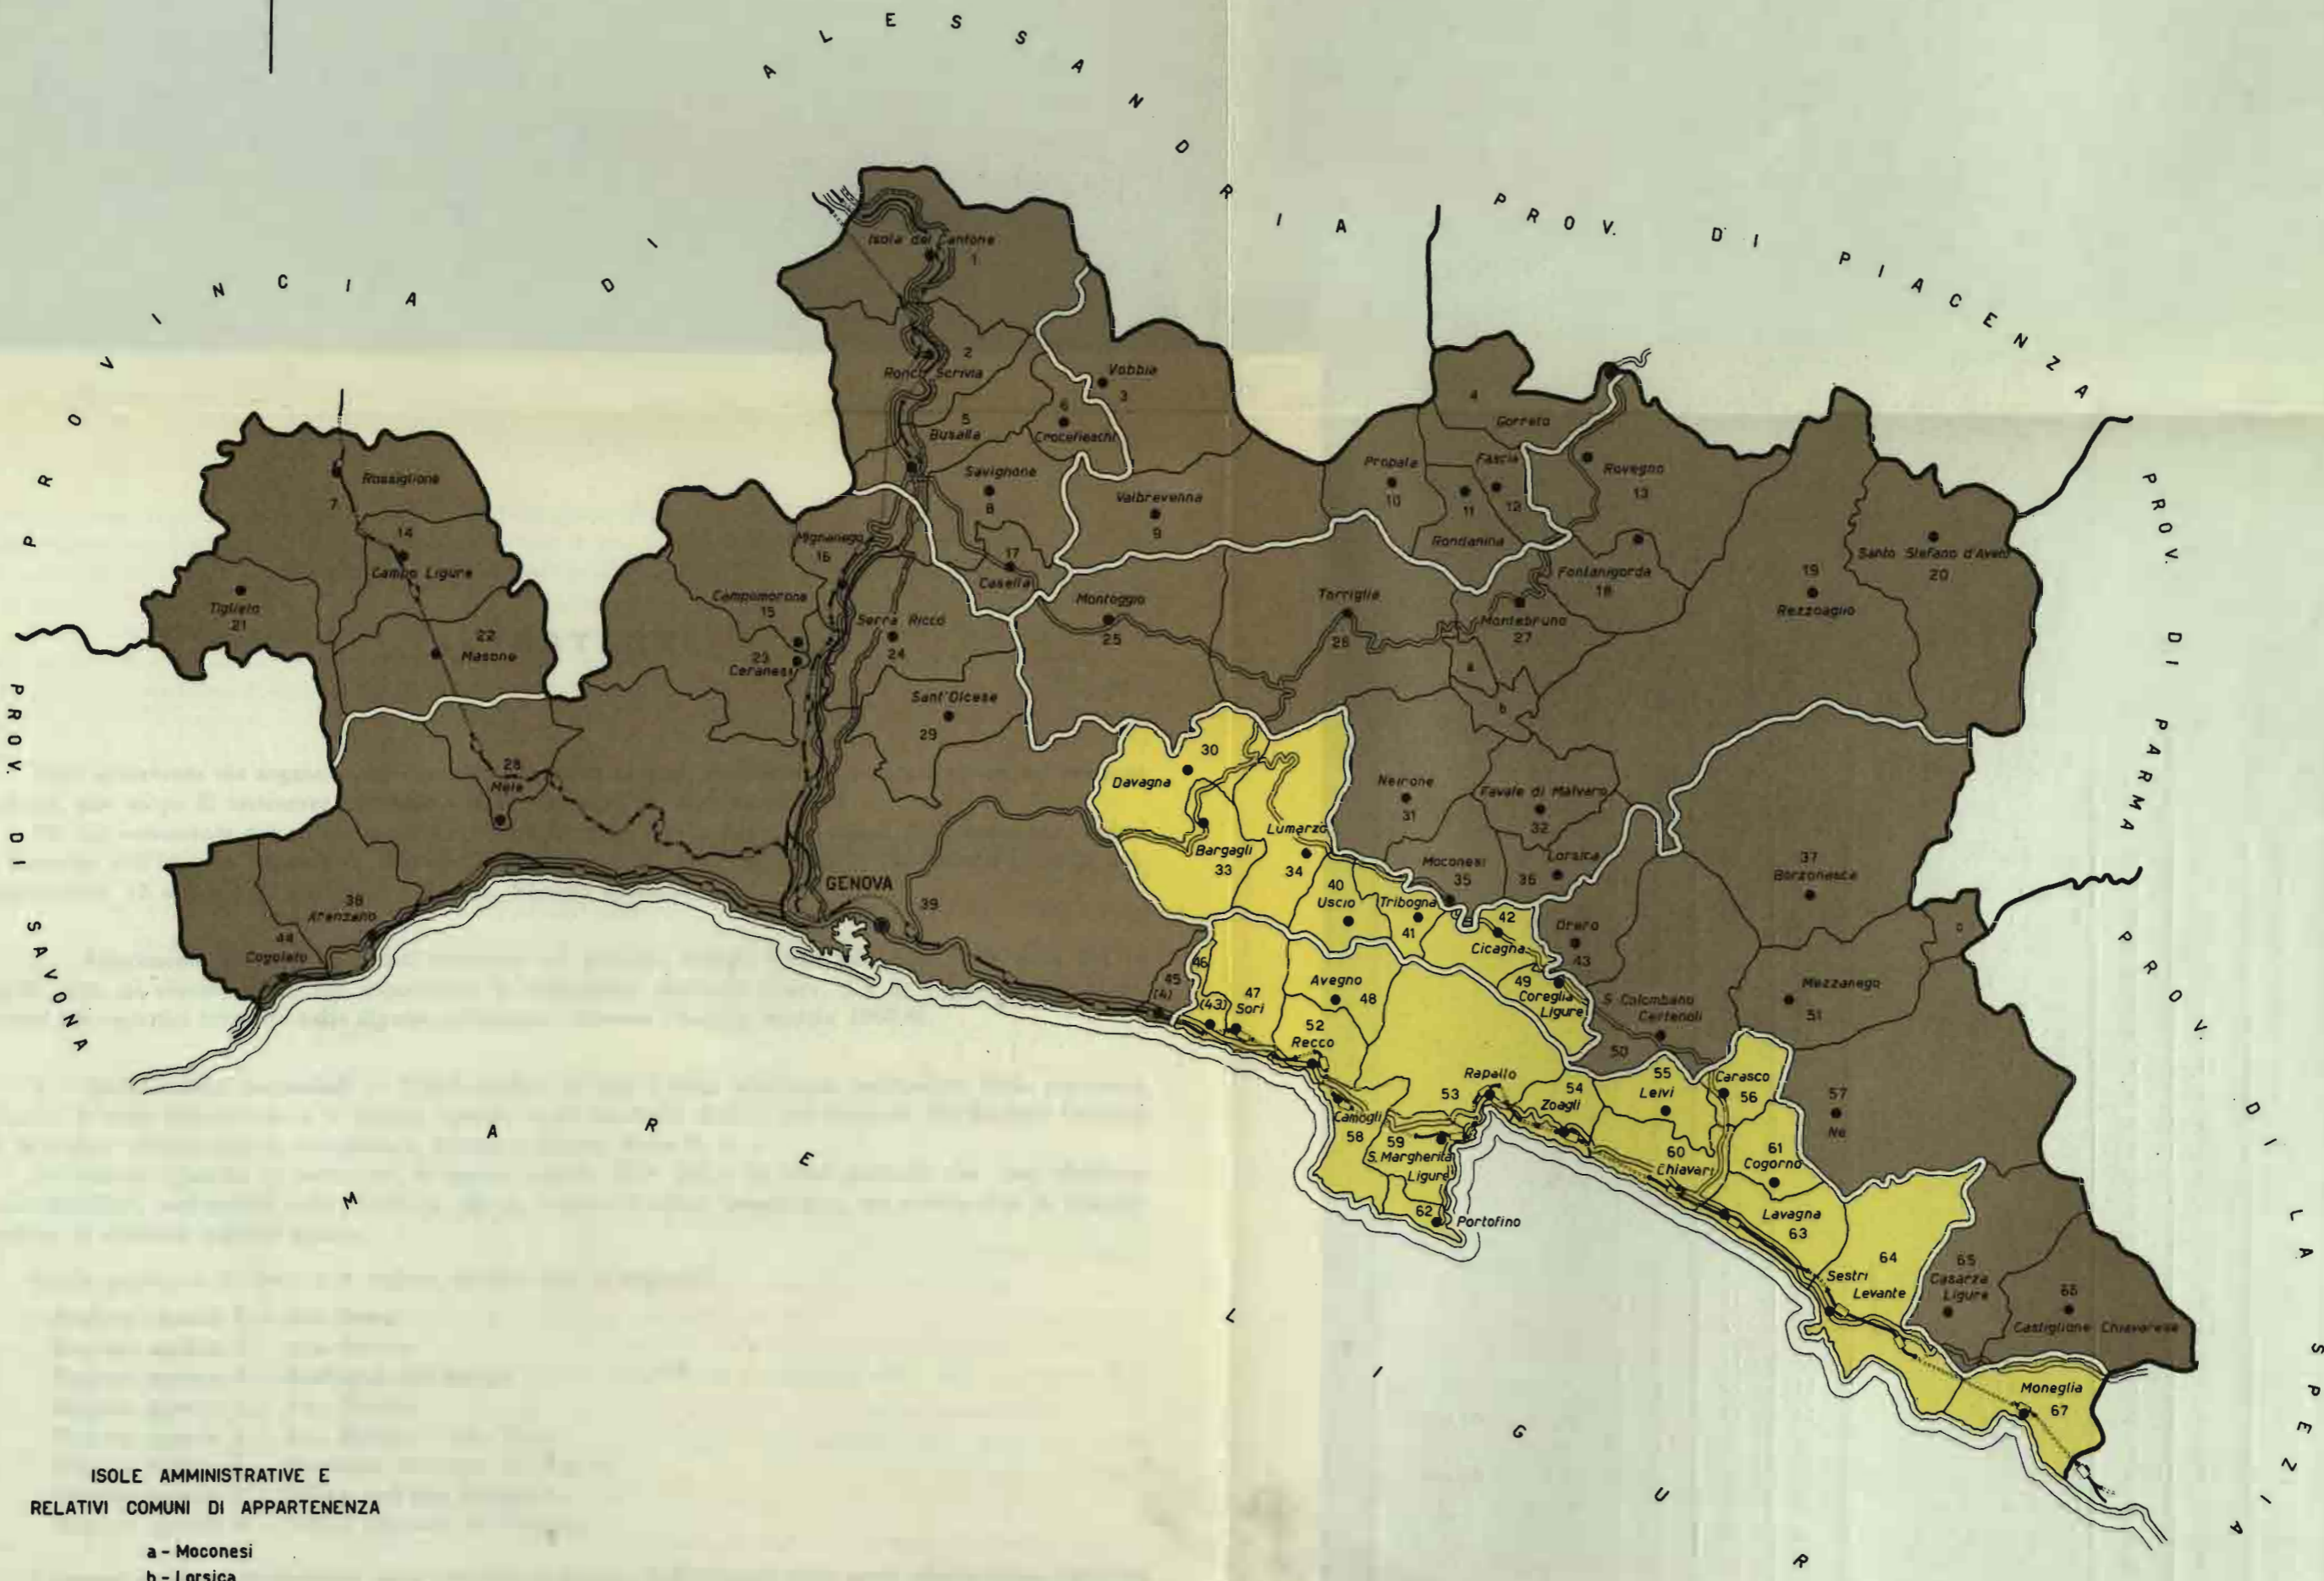 PROVINCIA DI ALESSANDRIA
PROV. DI PIACENZA
PROV. DI PARMA
PROV. DI LA SPEZIA
PROV. DI SAVONA
Isola del Cantone
1
2
Ronco Scrivia
Vobbia
3
4
Gorreto
5
Busalla
6
Crocefieschi
Rossiglione
7
Savignone
8
Valbrevenna
9
Propata
10
11
Rondanina
Fascia
12
Rovegno
13
14
Campo Ligure
Campomorone
15
Mignanego
16
17
Casella
Fontanigorda
18
19
Rezzoaglio
Santo Stefano d'Aveto
20
Tiglieto
21
22
Masone
23
Ceranesi
Serra Riccò
24
Montoggio
25
Torriglia
26
Montebruno
27
a
b
28
Mele
Sant'Olcese
29
30
Davagna
Neirone
31
Favale di Malvaro
32
Bargagli
33
Lumarzo
34
Moconesi
35
Lorsica
36
37
Borzonasca
38
Arenzano
GENOVA
39
40
Uscio
Tribogna
41
42
Cicagna
Orero
43
44
Cogoleto
45
(4)
46
(43)
47
Sori
Avegno
48
49
Coreglia
Ligure
S. Colombano
Certenoli
50
Mezzanego
51
c
52
Recco
Rapallo
53
54
Zoagli
55
Leivi
Carasco
56
57
Ne
Camogli
58
59
S. Margherita
Ligure
60
Chiavari
61
Cogorno
62
Portofino
Lavagna
63
64
Sestri
Levante
65
Casarza
Ligure
66
Castiglione Chiavarese
Moneglia
67
MARE LIGUR
ISOLE AMMINISTRATIVE E
RELATIVI COMUNI DI APPARTENENZA
a - Moconesi
b - Lorsica